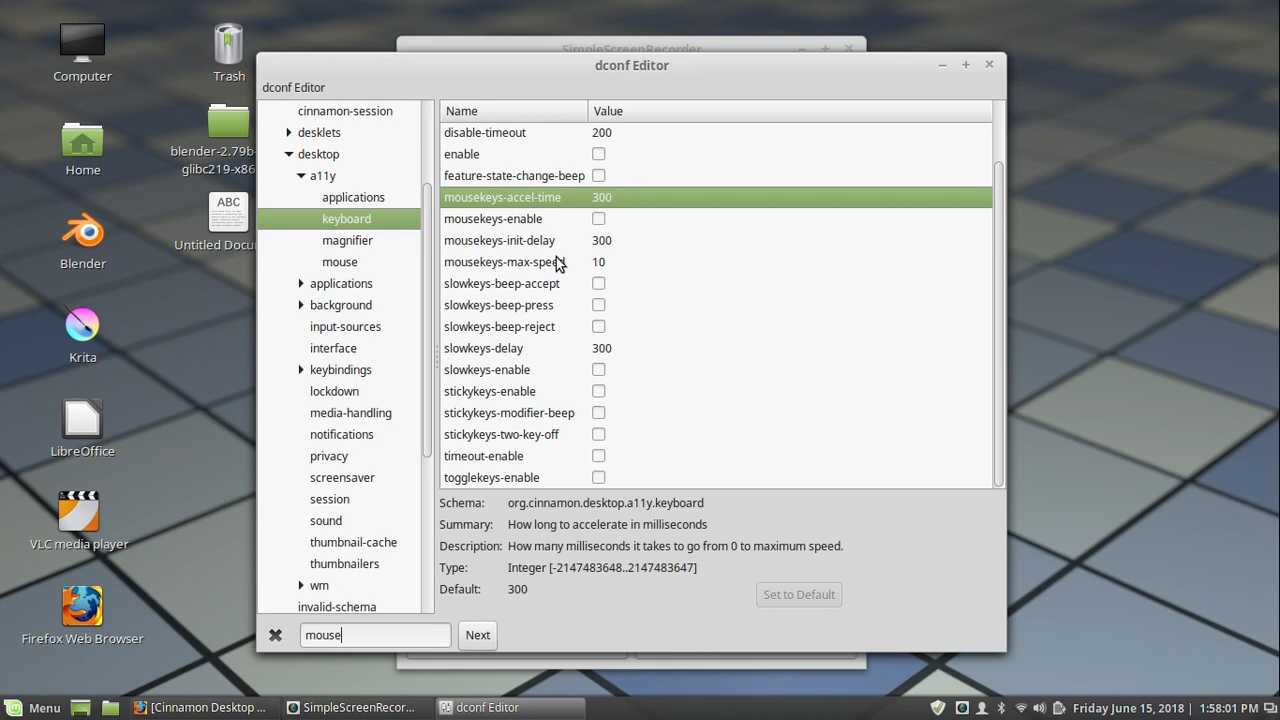 SimpleScreenRecorder
dconf Editor
dconf Editor
Computer
Trash
Home
blender-2.79b-
glibc219-x86
ABC
Untitled Docu
Blender
Krita
LibreOffice
VLC media player
Firefox Web Browser
cinnamon-session
desklets
desktop
a11y
applications
keyboard
magnifier
mouse
applications
background
input-sources
interface
keybindings
lockdown
media-handling
notifications
privacy
screensaver
session
sound
thumbnail-cache
thumbnailers
wm
invalid-schema
Name Value
disable-timeout 200
enable
feature-state-change-beep
mousekeys-accel-time 300
mousekeys-enable
mousekeys-init-delay 300
mousekeys-max-speed 10
slowkeys-beep-accept
slowkeys-beep-press
slowkeys-beep-reject
slowkeys-delay 300
slowkeys-enable
stickykeys-enable
stickykeys-modifier-beep
stickykeys-two-key-off
timeout-enable
togglekeys-enable
Schema: org.cinnamon.desktop.a11y.keyboard
Summary: How long to accelerate in milliseconds
Description: How many milliseconds it takes to go from 0 to maximum speed.
Type: Integer [-2147483648..2147483647]
Default: 300
Set to Default
mouse
Next
Menu [Cinnamon Desktop ... SimpleScreenRecor... dconf Editor Friday June 15, 2018 | 1:58:01 PM